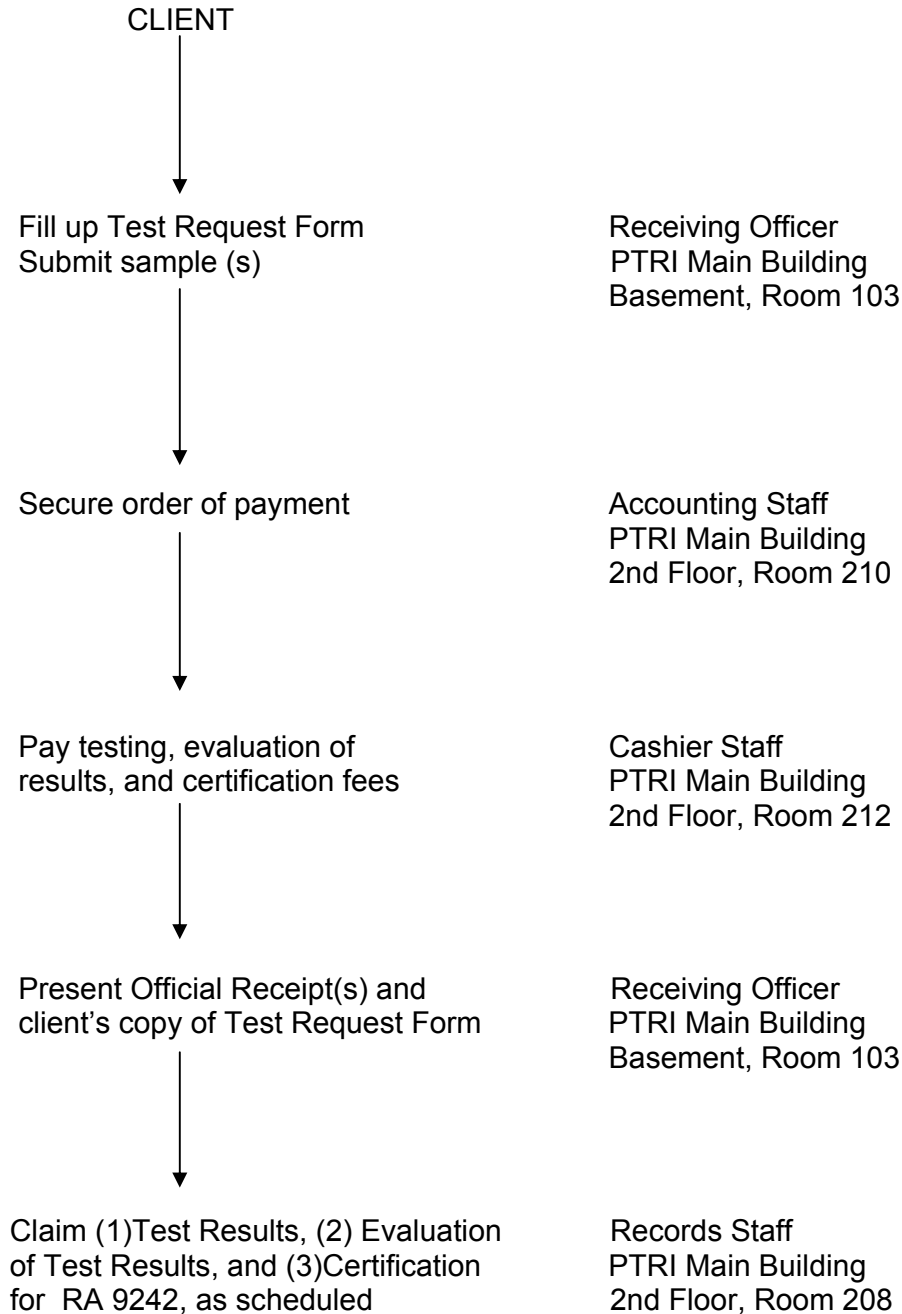 CLIENT
Fill up Test Request Form
Submit sample (s)
Receiving Officer
PTRI Main Building
Basement, Room 103
Secure order of payment
Accounting Staff
PTRI Main Building
2nd Floor, Room 210
Pay testing, evaluation of
results, and certification fees
Cashier Staff
PTRI Main Building
2nd Floor, Room 212
Present Official Receipt(s) and
client’s copy of Test Request Form
Receiving Officer
PTRI Main Building
Basement, Room 103
Claim (1)Test Results, (2) Evaluation
of Test Results, and (3)Certification
for  RA 9242, as scheduled
Records Staff
PTRI Main Building
2nd Floor, Room 208